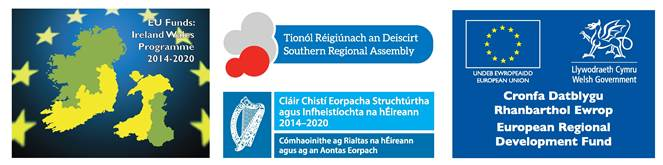 EU Funds:
Ireland Wales
Programme
2014-2020
Tionól Réigiúnach an Deiscirt
Southern Regional Assembly
Cláir Chistí Eorpacha Struchtúrtha
agus Infheistíochta na hÉireann
2014–2020
Cómhaoinithe ag Rialtas na hÉireann
agus ag an Aontas Eorpach
UNDEB EWROPEAIDD
EUROPEAN UNION
Llywodraeth Cymru
Welsh Government
Cronfa Datblygu
Rhanbarthol Ewrop
European Regional
Development Fund